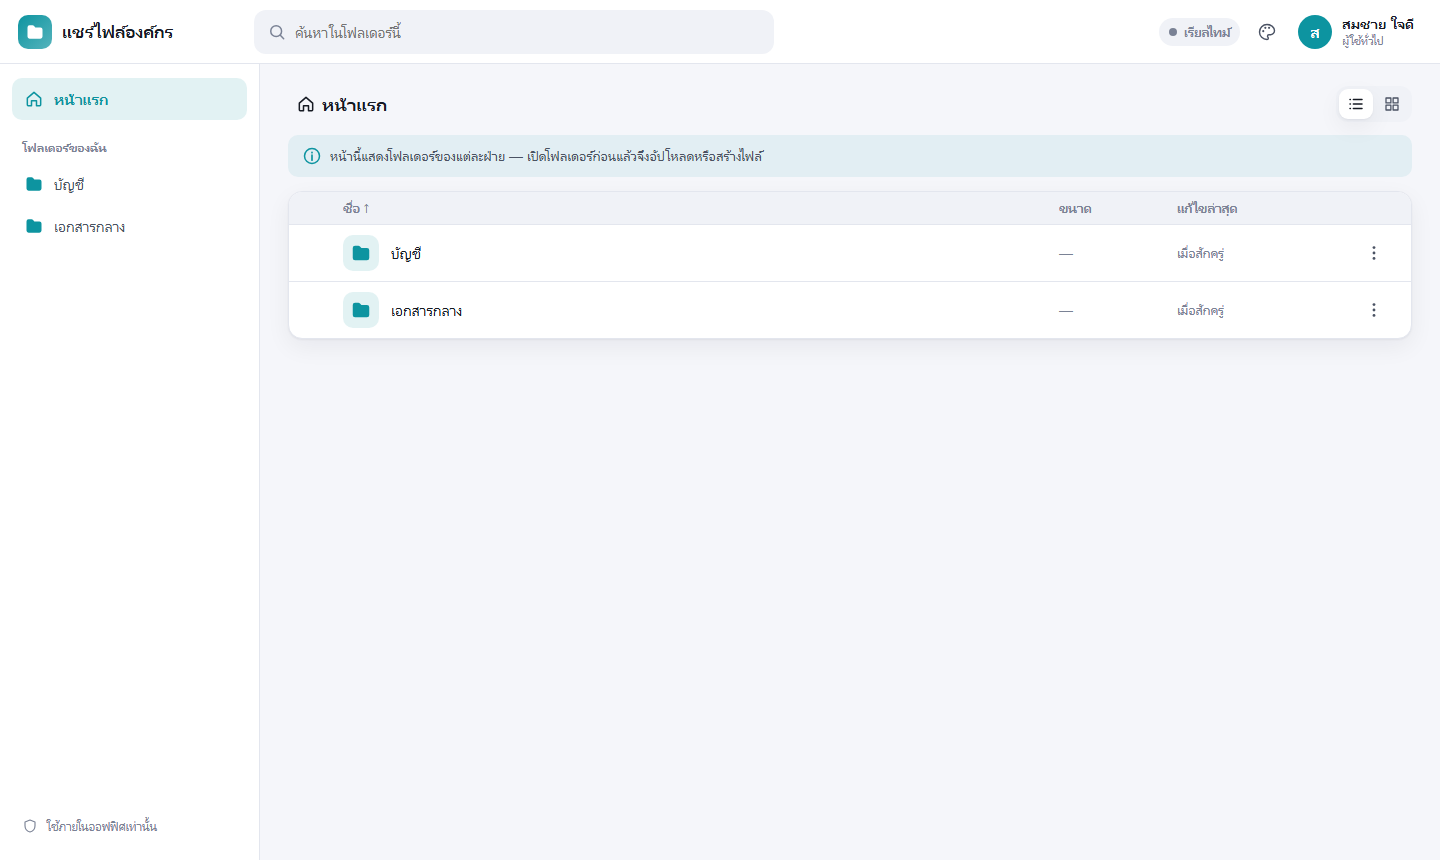 แชร์ไฟล์องค์กร
ค้นหาในโฟลเดอร์นี้
เรียลไทม์
ส
สมชาย ใจดี
ผู้ใช้ทั่วไป
หน้าแรก
โฟลเดอร์ของฉัน
บัญชี
เอกสารกลาง
ใช้ภายในออฟฟิศเท่านั้น
หน้าแรก
หน้านี้แสดงโฟลเดอร์ของแต่ละฝ่าย — เปิดโฟลเดอร์ก่อนแล้วจึงอัปโหลดหรือสร้างไฟล์
ชื่อ ↑ ขนาด แก้ไขล่าสุด
บัญชี — เมื่อสักครู่
เอกสารกลาง — เมื่อสักครู่